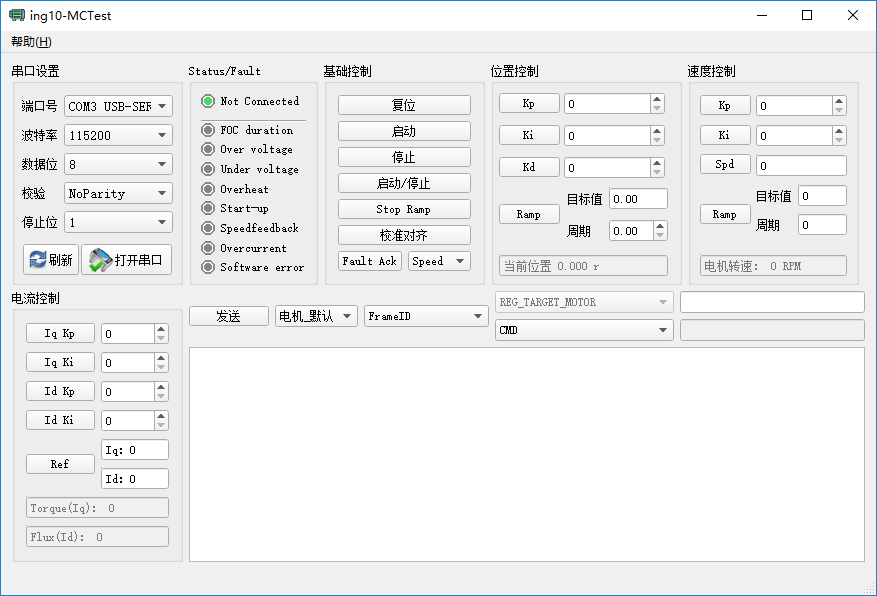 ing10-MCTest
帮助(H)
串口设置
端口号 COM3 USB-SER
波特率 115200
数据位 8
校验 NoParity
停止位 1
刷新 打开串口
Status/Fault
Not Connected
FOC duration
Over voltage
Under voltage
Overheat
Start-up
Speedfeedback
Overcurrent
Software error
基础控制
复位
启动
停止
启动/停止
Stop Ramp
校准对齐
Fault Ack Speed
位置控制
Kp 0
Ki 0
Kd 0
Ramp
目标值 0.00
周期 0.00
当前位置 0.000 r
速度控制
Kp 0
Ki 0
Spd 0
Ramp
目标值 0
周期 0
电机转速: 0 RPM
电流控制
Iq Kp 0
Iq Ki 0
Id Kp 0
Id Ki 0
Ref
Iq: 0
Id: 0
Torque(Iq): 0
Flux(Id): 0
发送 电机_默认 FrameID
REG_TARGET_MOTOR
CMD